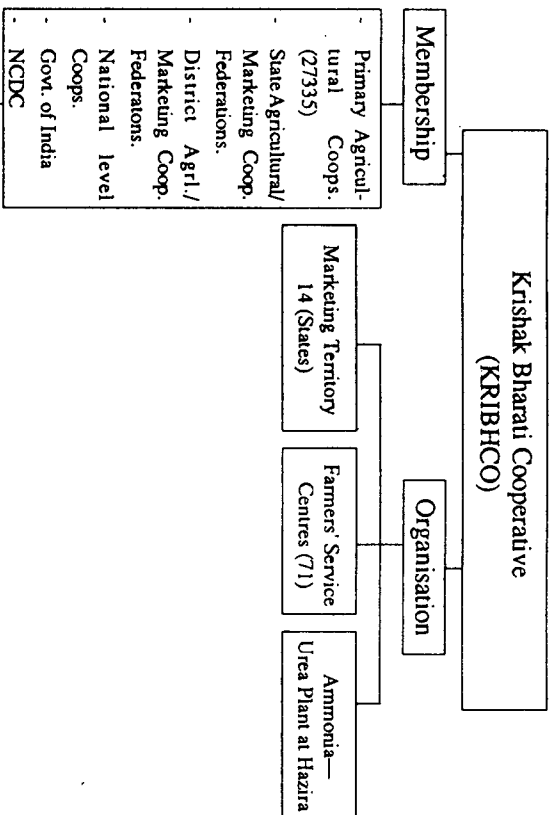 Krishak Bharati Cooperative
(KRIBHCO)
Membership
- Primary Agricul-
tural Coops.
(27335)
- State Agricultural/
Marketing Coop.
Federations.
- District Agrl./
Marketing Coop.
Federatons.
- National level
Coops.
- Govt. of India
- NCDC
Organisation
Marketing Territory
14 (States)
Farmers' Service
Centres (71)
Ammonia—
Urea Plant at Hazira